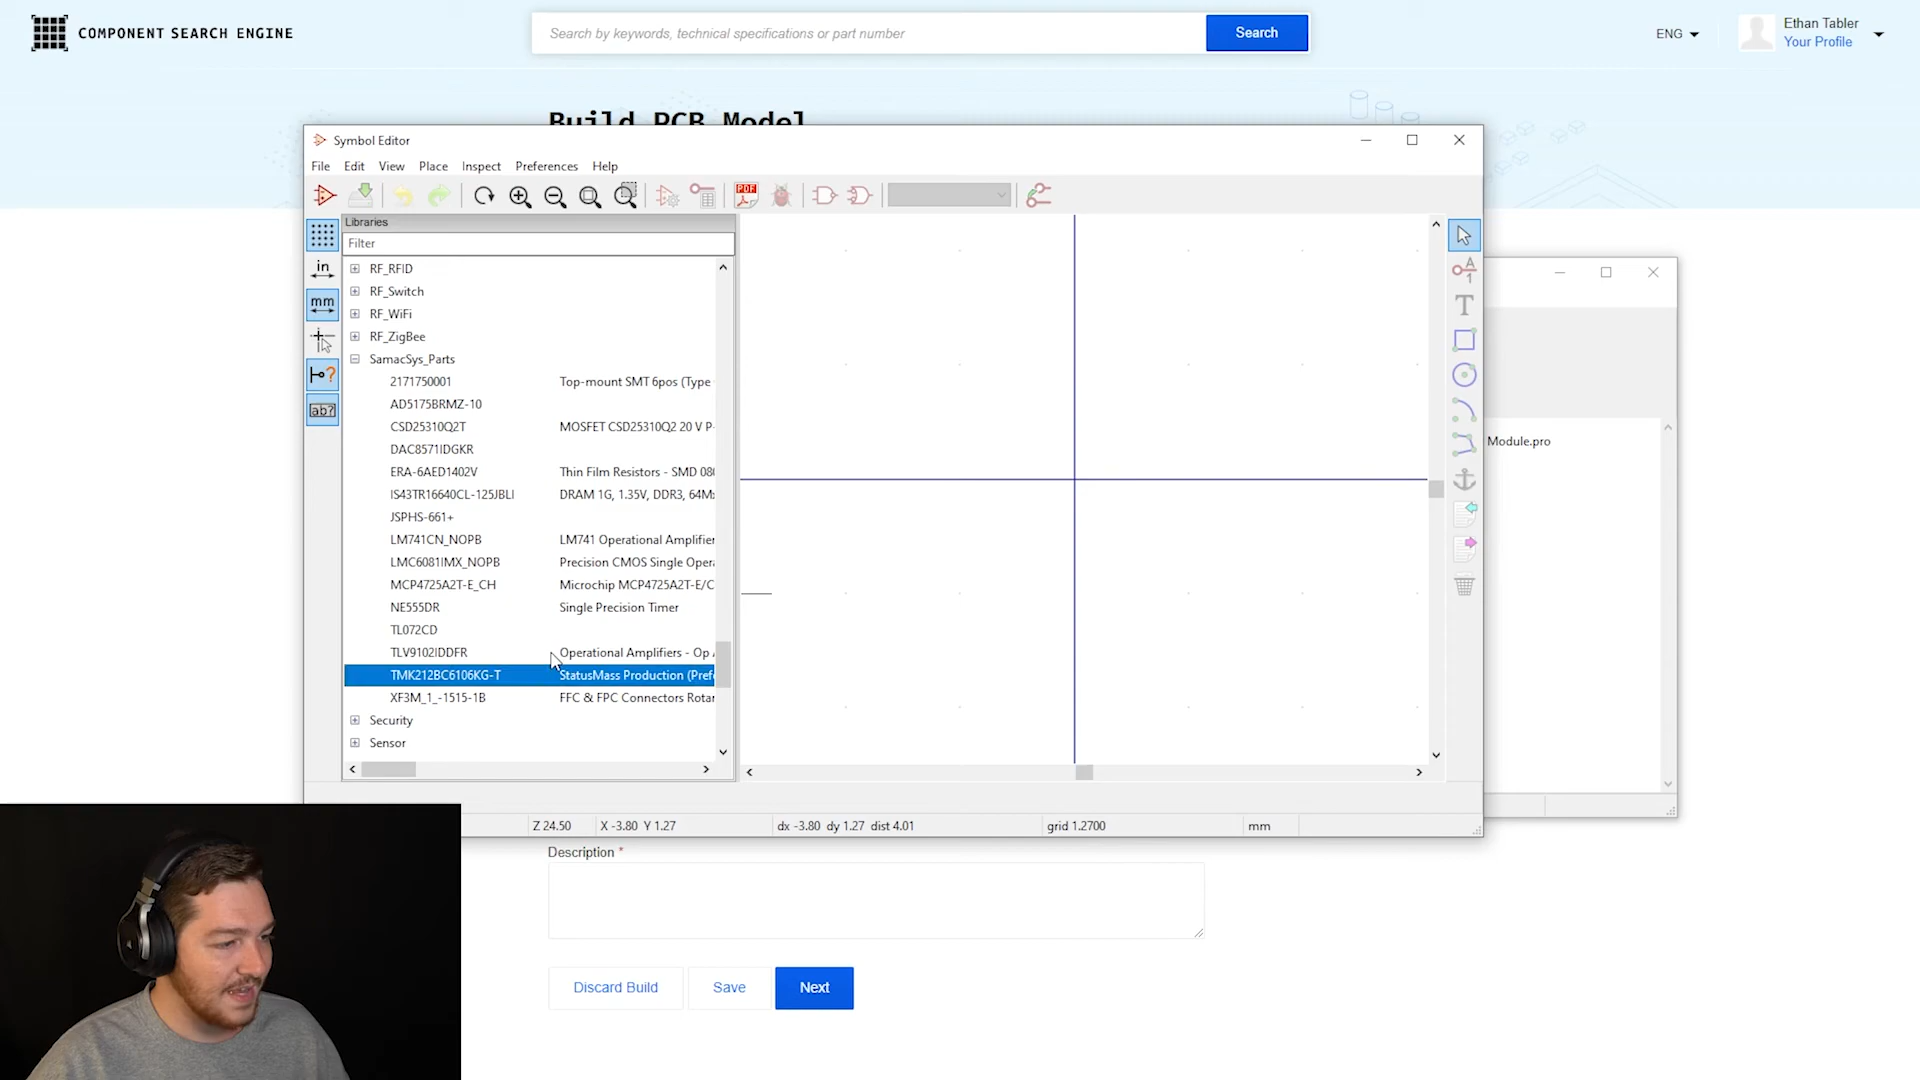 COMPONENT SEARCH ENGINE
Search by keywords, technical specifications or part number
Search
ENG
Ethan Tabler
Your Profile
Build PCB Model
Symbol Editor
File Edit View Place Inspect Preferences Help
PDF
Libraries
Filter
in
mm
ab?
RF_RFID
RF_Switch
RF_WiFi
RF_ZigBee
SamacSys_Parts
2171750001 Top-mount SMT 6pos (Type
AD5175BRMZ-10
CSD25310Q2T MOSFET CSD25310Q2 20 V P-
DAC8571IDGKR
ERA-6AED1402V Thin Film Resistors - SMD 080
IS43TR16640CL-125JBLI DRAM 1G, 1.35V, DDR3, 64M
JSPHS-661+
LM741CN_NOPB LM741 Operational Amplifier
LMC6081IMX_NOPB Precision CMOS Single Opera
MCP4725A2T-E_CH Microchip MCP4725A2T-E/C
NE555DR Single Precision Timer
TL072CD
TLV9102IDDFR Operational Amplifiers - Op
TMK212BC6106KG-T StatusMass Production (Pref
XF3M_1_-1515-1B FFC & FPC Connectors Rotar
Security
Sensor
Module.pro
Z 24.50 X -3.80 Y 1.27 dx -3.80 dy 1.27 dist 4.01 grid 1.2700 mm
Description *
Discard Build
Save
Next